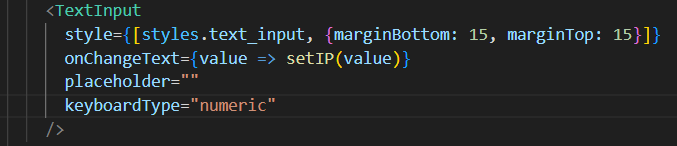 <TextInput
style={[styles.text_input, {marginBottom: 15, marginTop: 15}]}
onChangeText={value => setIP(value)}
placeholder=""
keyboardType="numeric"
/>